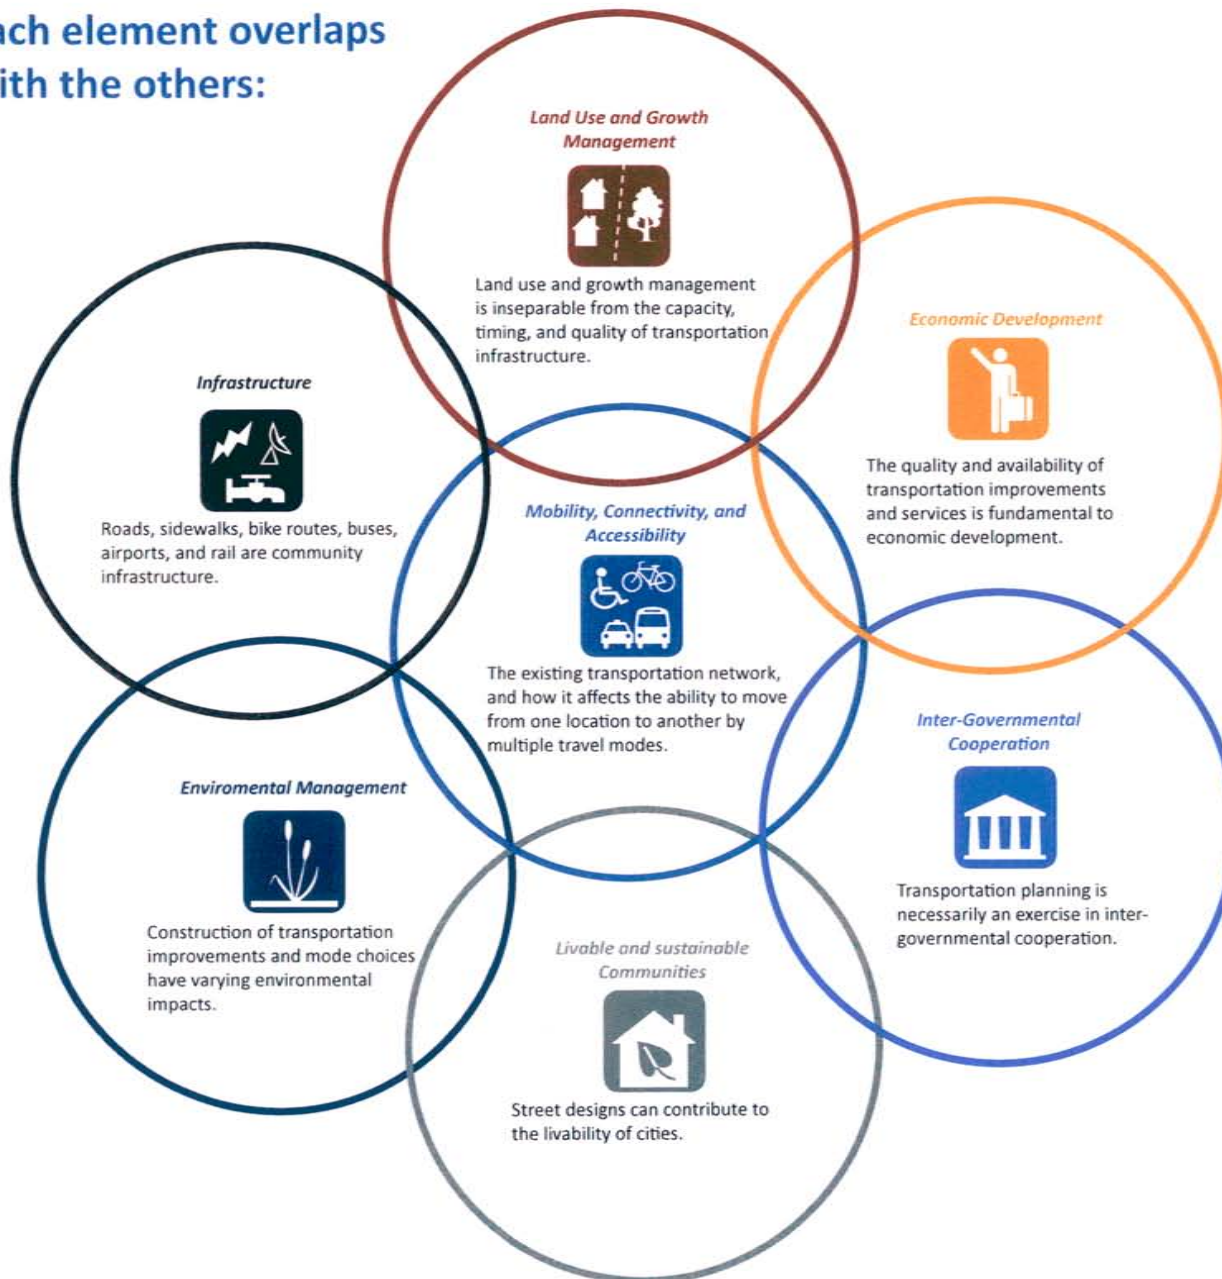 ach element overlaps
ith the others:
Land Use and Growth
Management
Land use and growth management
is inseparable from the capacity,
timing, and quality of transportation
infrastructure.
Economic Development
The quality and availability of
transportation improvements
and services is fundamental to
economic development.
Infrastructure
Roads, sidewalks, bike routes, buses,
airports, and rail are community
infrastructure.
Mobility, Connectivity, and
Accessibility
The existing transportation network,
and how it affects the ability to move
from one location to another by
multiple travel modes.
Inter-Governmental
Cooperation
Transportation planning is
necessarily an exercise in inter-
governmental cooperation.
Enviromental Management
Construction of transportation
improvements and mode choices
have varying environmental
impacts.
Livable and sustainable
Communities
Street designs can contribute to
the livability of cities.